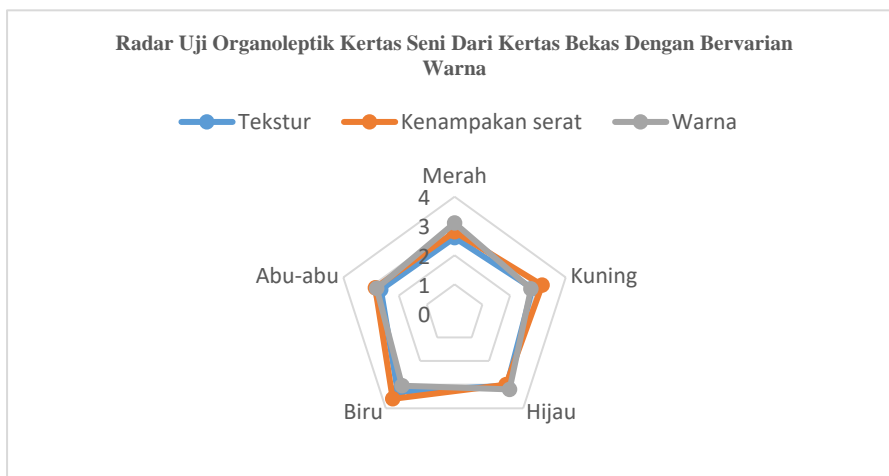 Radar Uji Organoleptik Kertas Seni Dari Kertas Bekas Dengan Bervarian
Warna
Tekstur Kenampakan serat Warna
Merah
4
3
2
1
0
Abu-abu
Kuning
Biru
Hijau